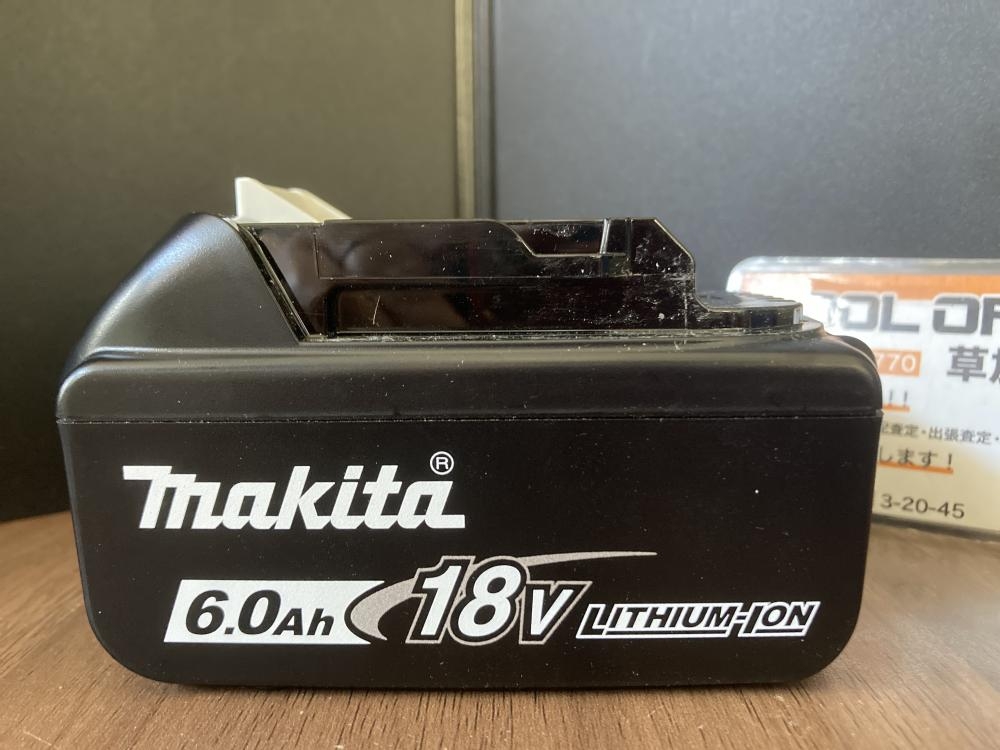 makita®
6.0Ah 18V LITHIUM-ION
OL OF
770 草加
!!
査定・出張査定・
します!
3-20-45